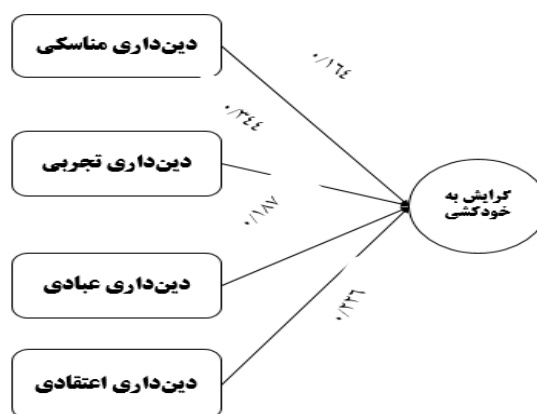 دین‌داری مناسکی
۰/۱۶۴
۰/۳۴۴
دین‌داری تجربی
گرایش به
خودکشی
۰/۱۸۷
دین‌داری عبادی
۰/۲۲۶
دین‌داری اعتقادی